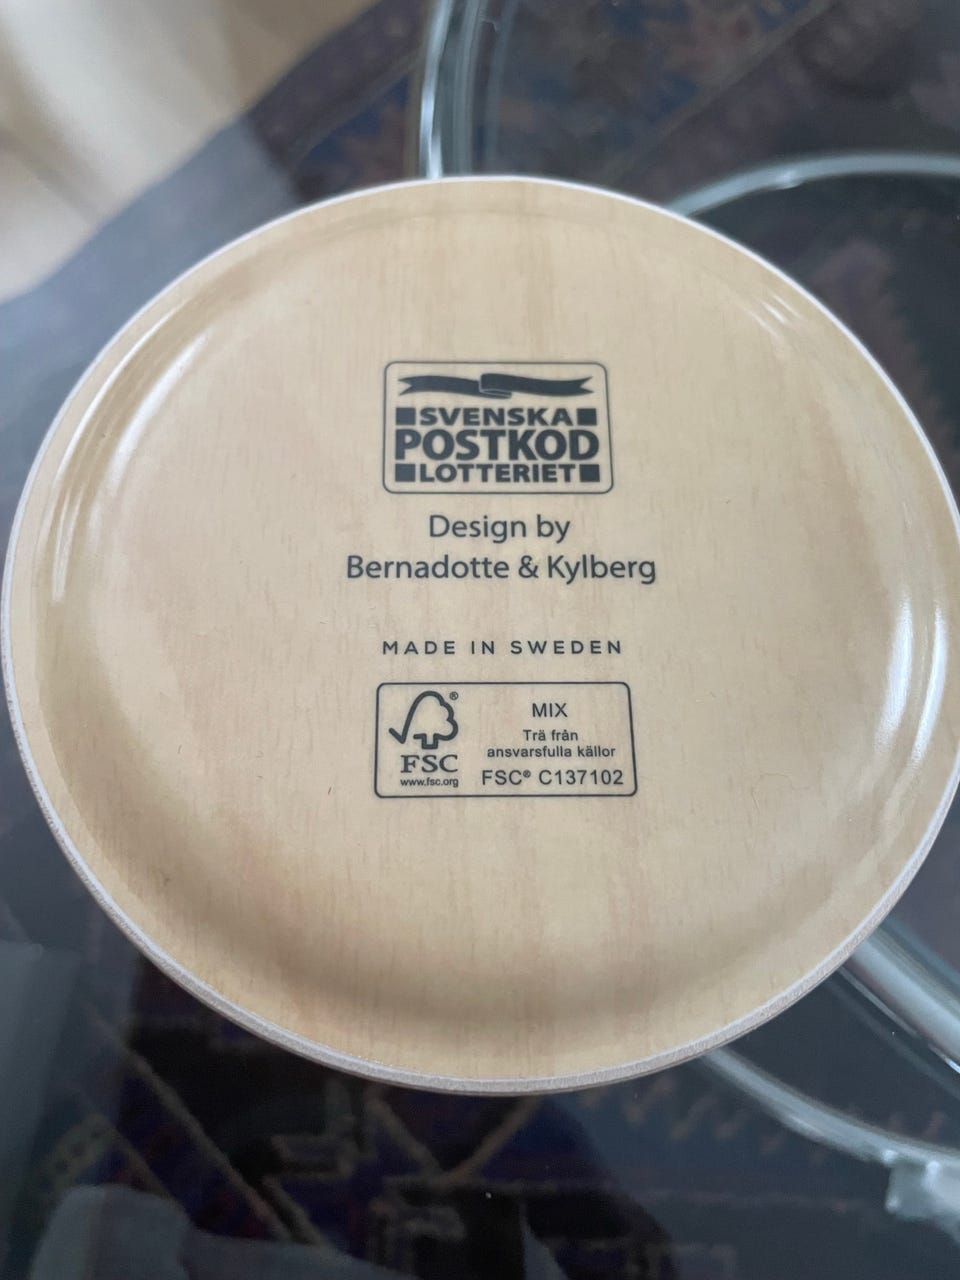 SVENSKA
POSTKOD
LOTTERIET
Design by
Bernadotte & Kylberg
MADE IN SWEDEN
FSC®
www.fsc.org
MIX
Trä från
ansvarsfulla källor
FSC® C137102